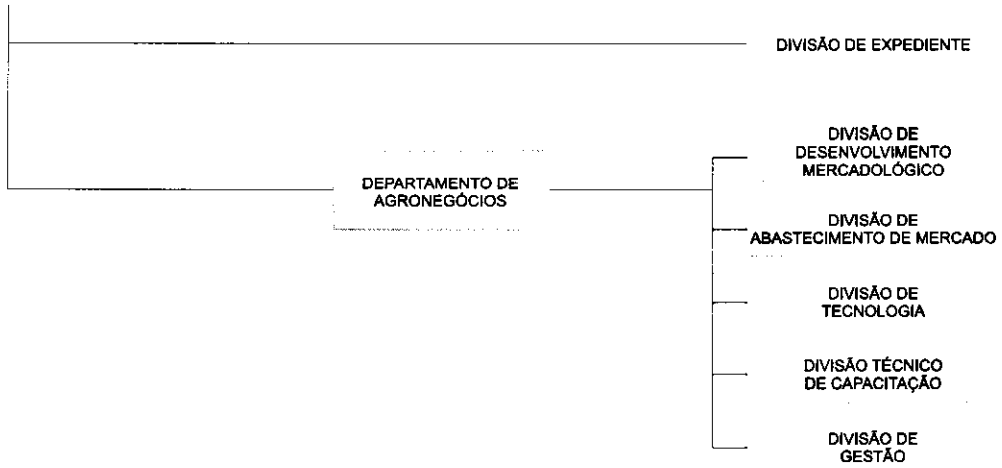 DIVISÃO DE EXPEDIENTE
DIVISÃO DE
DESENVOLVIMENTO
MERCADOLÓGICO
DEPARTAMENTO DE
AGRONEGÓCIOS
DIVISÃO DE
ABASTECIMENTO DE MERCADO
DIVISÃO DE
TECNOLOGIA
DIVISÃO TÉCNICO
DE CAPACITAÇÃO
DIVISÃO DE
GESTÃO